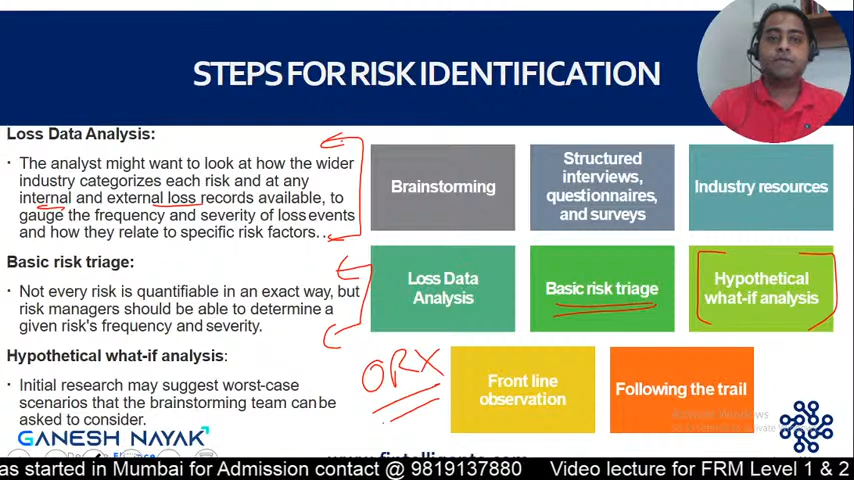 STEPS FOR RISK IDENTIFICATION
Loss Data Analysis:
• The analyst might want to look at how the wider
industry categorizes each risk and at any
internal and external loss records available, to
gauge the frequency and severity of loss events
and how they relate to specific risk factors..
Basic risk triage:
• Not every risk is quantifiable in an exact way, but
risk managers should be able to determine a
given risk's frequency and severity.
Hypothetical what-if analysis:
• Initial research may suggest worst-case
scenarios that the brainstorming team can be
asked to consider.
Brainstorming
Structured
interviews,
questionnaires,
and surveys
Industry resources
Loss Data
Analysis
Basic risk triage
Hypothetical
what-if analysis
ORX
Front line
observation
Following the trail
Activate Windows
GANESH NAYAK
as started in Mumbai for Admission contact @ 9819137880 Video lecture for FRM Level 1 & 2